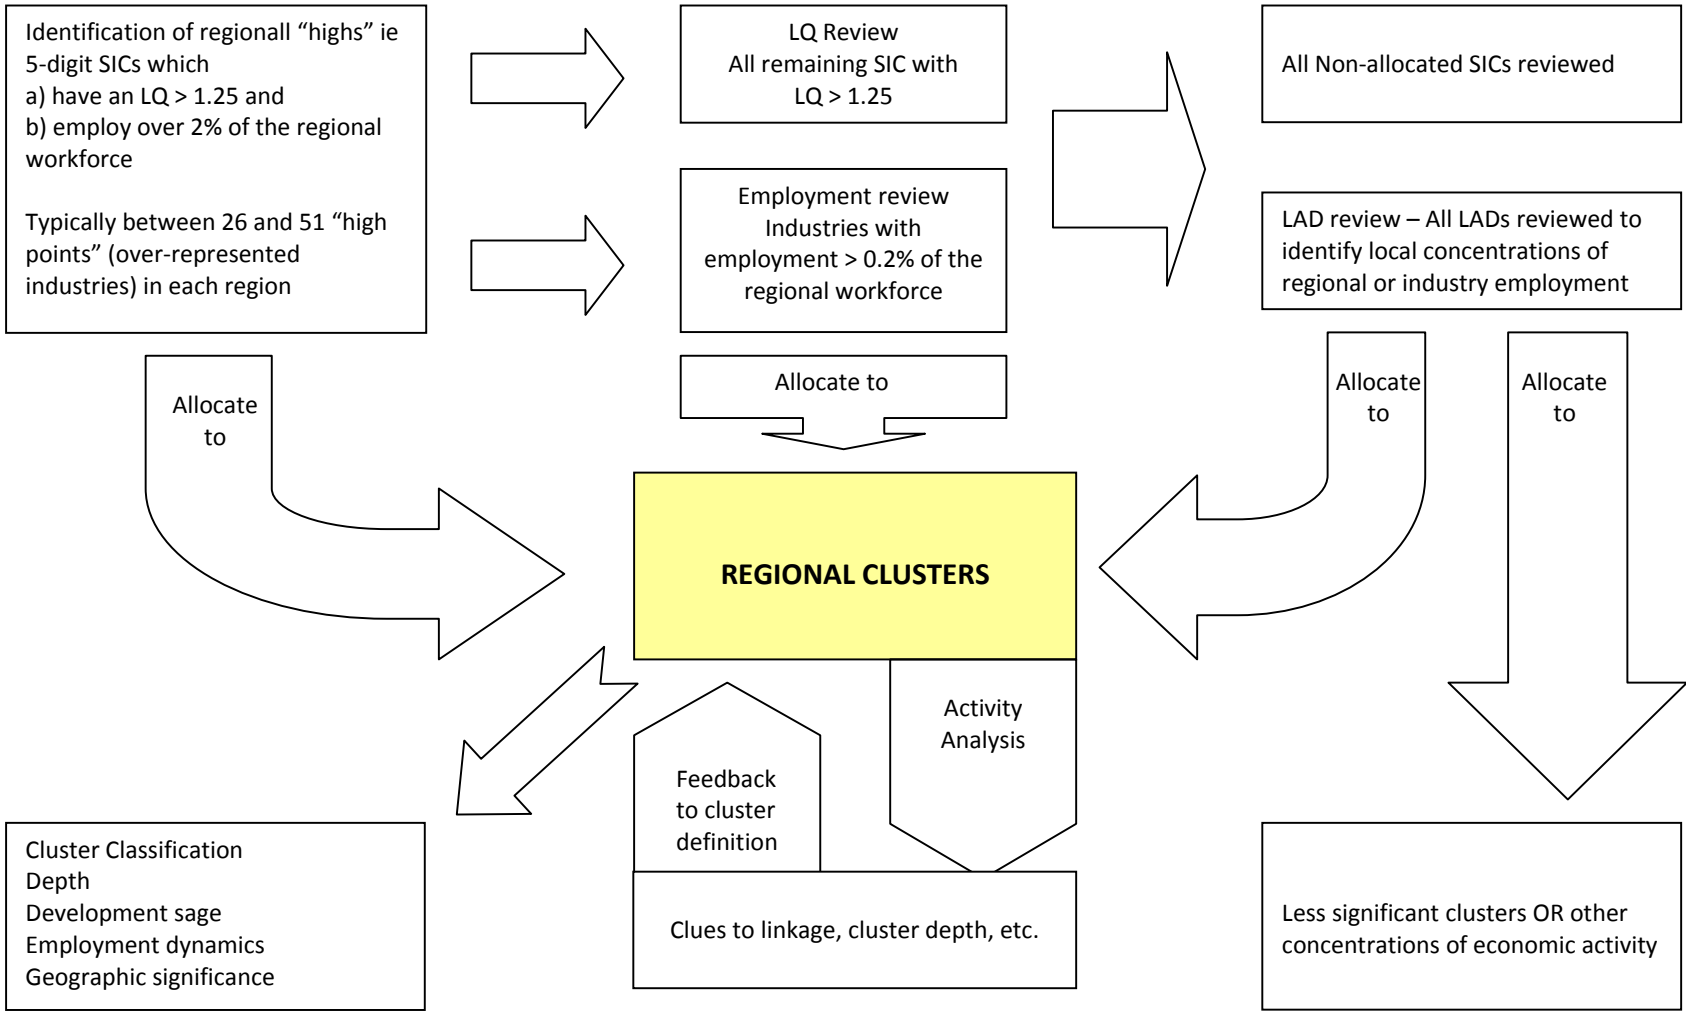 Identification of regionall “highs” ie
5-digit SICs which
a) have an LQ > 1.25 and
b) employ over 2% of the regional
workforce
Typically between 26 and 51 “high
points” (over-represented
industries) in each region
LQ Review
All remaining SIC with
LQ > 1.25
Employment review
Industries with
employment > 0.2% of the
regional workforce
All Non-allocated SICs reviewed
LAD review – All LADs reviewed to
identify local concentrations of
regional or industry employment
Allocate
to
Allocate to
Allocate
to
Allocate
to
REGIONAL CLUSTERS
Activity
Analysis
Feedback
to cluster
definition
Cluster Classification
Depth
Development sage
Employment dynamics
Geographic significance
Clues to linkage, cluster depth, etc.
Less significant clusters OR other
concentrations of economic activity